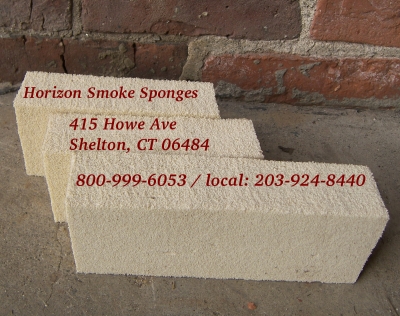 Horizon Smoke Sponges
415 Howe Ave
Shelton, CT 06484
800-999-6053 / local: 203-924-8440